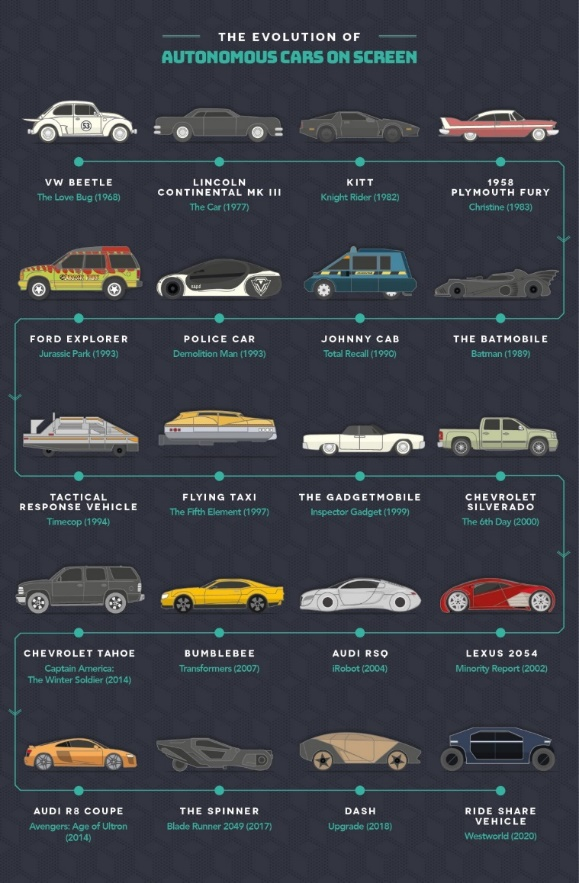 THE EVOLUTION OF
AUTONOMOUS CARS ON SCREEN
53
VW BEETLE
The Love Bug (1968)
LINCOLN
CONTINENTAL MK III
The Car (1977)
KITT
Knight Rider (1982)
1958
PLYMOUTH FURY
Christine (1983)
FORD EXPLORER
Jurassic Park (1993)
POLICE CAR
Demolition Man (1993)
JOHNNY CAB
Total Recall (1990)
THE BATMOBILE
Batman (1989)
TACTICAL
RESPONSE VEHICLE
Timecop (1994)
FLYING TAXI
The Fifth Element (1997)
THE GADGETMOBILE
Inspector Gadget (1999)
CHEVROLET
SILVERADO
The 6th Day (2000)
CHEVROLET TAHOE
Captain America:
The Winter Soldier (2014)
BUMBLEBEE
Transformers (2007)
AUDI RSQ
iRobot (2004)
LEXUS 2054
Minority Report (2002)
AUDI R8 COUPE
Avengers: Age of Ultron
(2014)
THE SPINNER
Blade Runner 2049 (2017)
DASH
Upgrade (2018)
RIDE SHARE
VEHICLE
Westworld (2020)